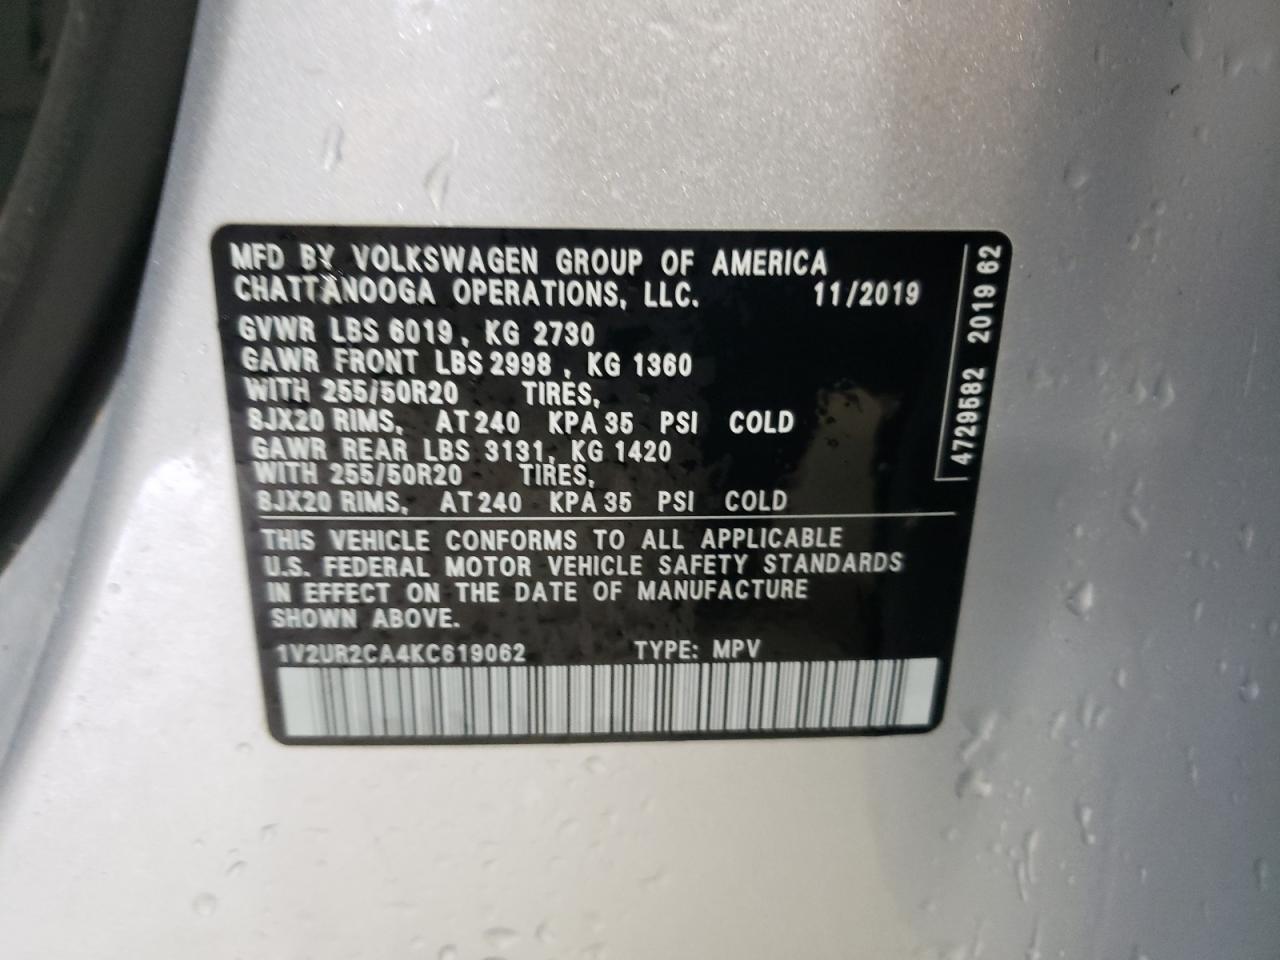 MFD BY VOLKSWAGEN GROUP OF AMERICA
CHATTANOOGA OPERATIONS, LLC. 11/2019
GVWR LBS 6019, KG 2730
GAWR FRONT LBS 2998, KG 1360
WITH 255/50R20 TIRES,
8JX20 RIMS, AT 240 KPA 35 PSI COLD
GAWR REAR LBS 3131, KG 1420
WITH 255/50R20 TIRES,
8JX20 RIMS, AT 240 KPA 35 PSI COLD
THIS VEHICLE CONFORMS TO ALL APPLICABLE
U.S. FEDERAL MOTOR VEHICLE SAFETY STANDARDS
IN EFFECT ON THE DATE OF MANUFACTURE
SHOWN ABOVE.
1V2UR2CA4KC619062 TYPE: MPV
4729582 2019 62